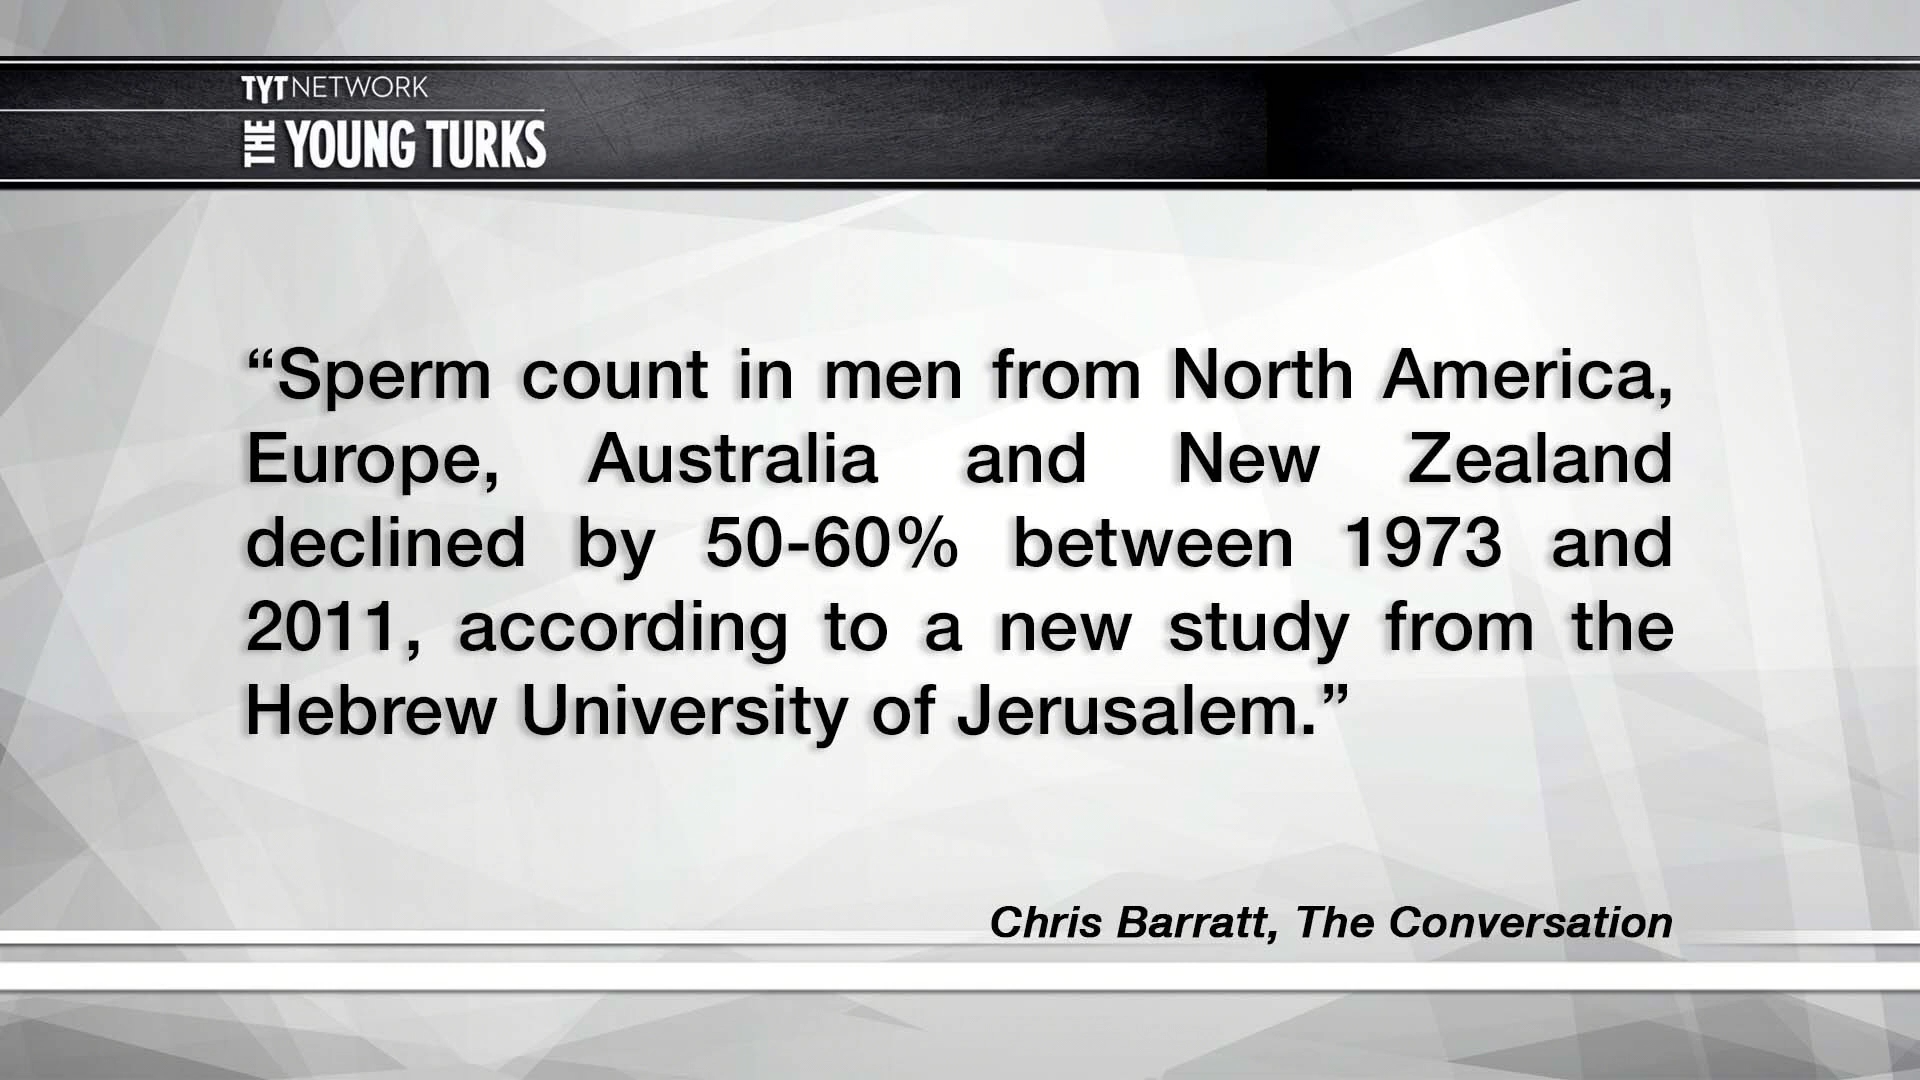 TYT NETWORK
THE YOUNG TURKS
“Sperm count in men from North America,
Europe, Australia and New Zealand
declined by 50-60% between 1973 and
2011, according to a new study from the
Hebrew University of Jerusalem.”
Chris Barratt, The Conversation